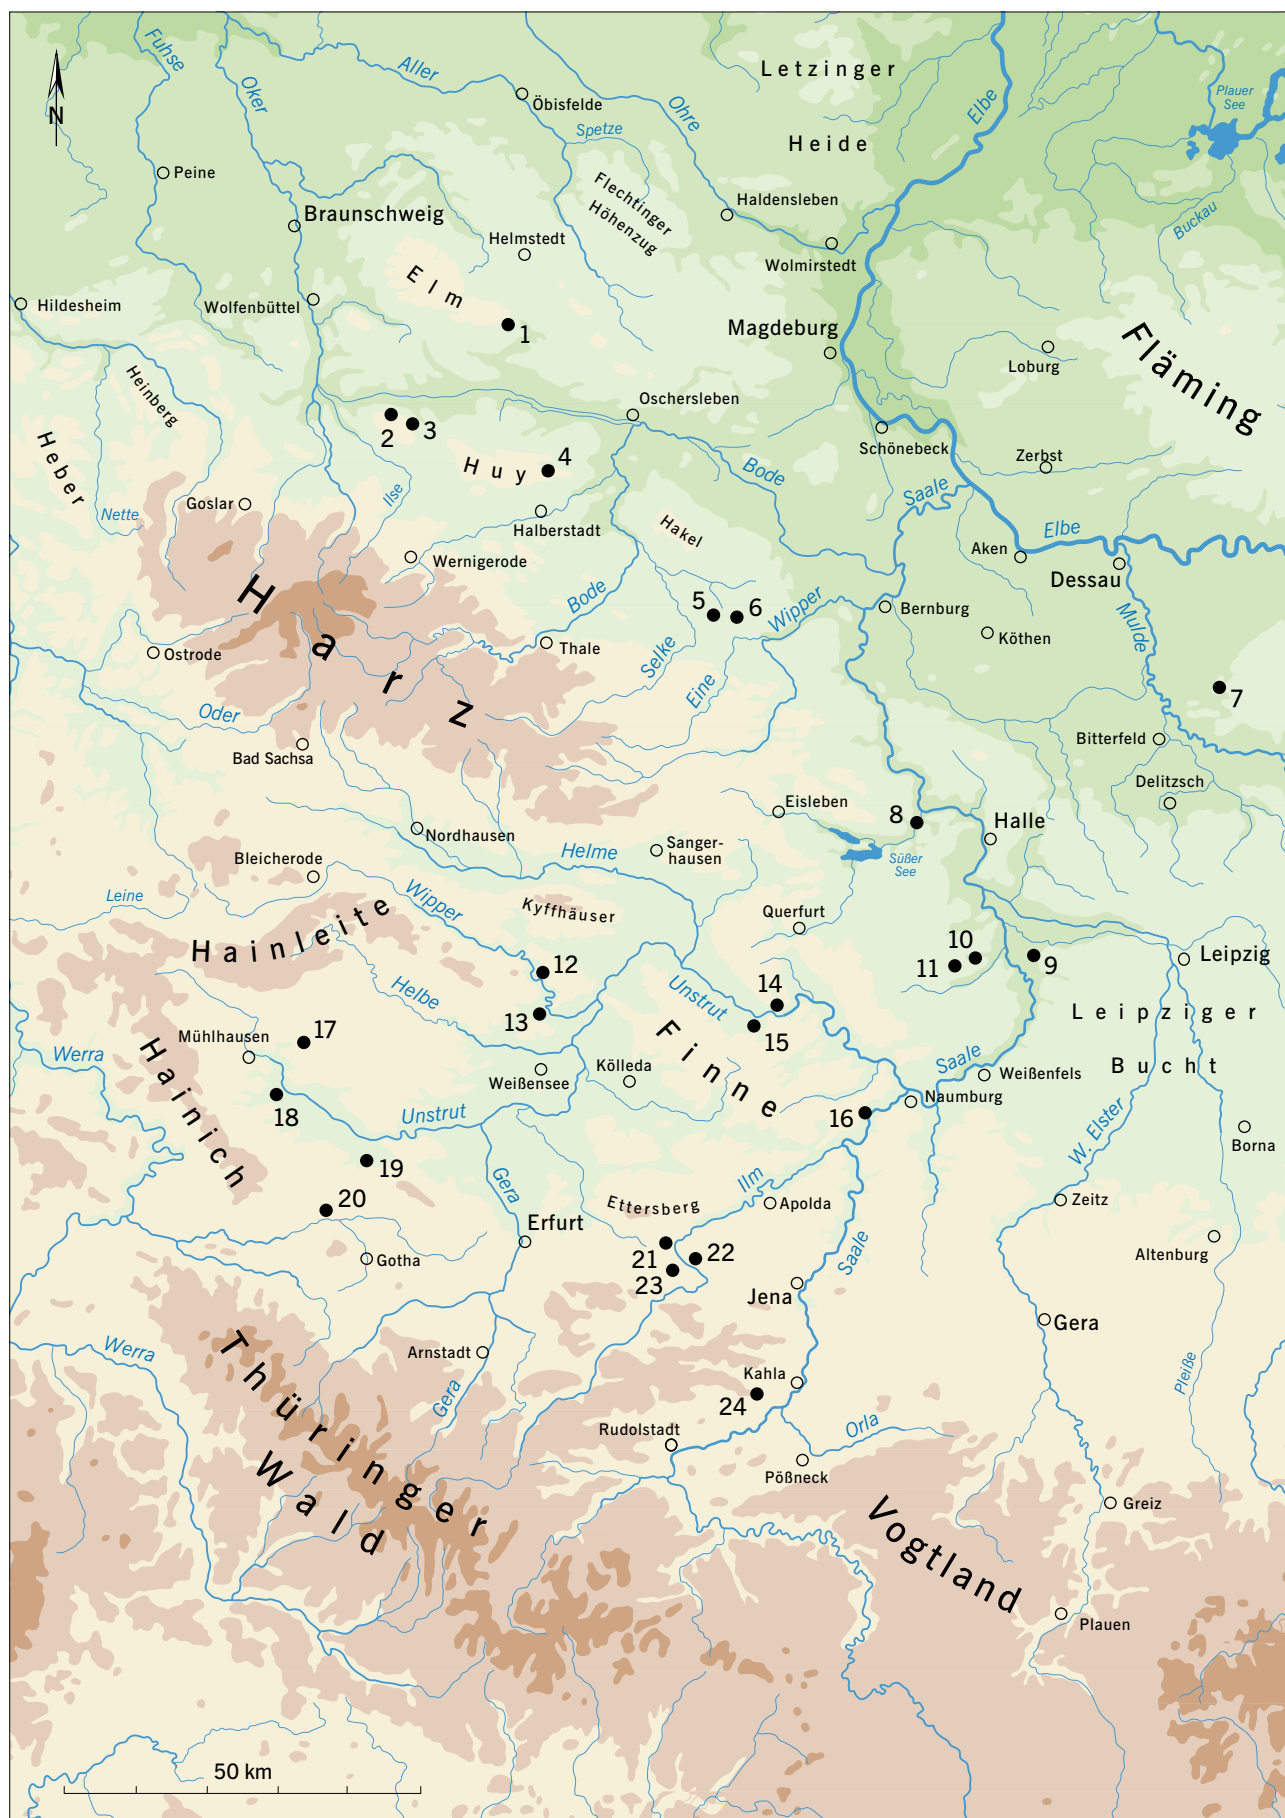 Fuhse
Oker
Aller
Öbisfelde
Spetze
Ohre
Letzinger
Heide
Elbe
Plauer
See
N
Peine
Braunschweig
Helmstedt
Flechtinger
Höhenzug
Haldensleben
Wolmirstedt
Buckau
Hildesheim
Wolfenbüttel
Elm
1
Magdeburg
Loburg
Fläming
Heinberg
Heber
2
3
Oschersleben
Schönebeck
Zerbst
Huy
4
Bode
Saale
Goslar
Nette
Ilse
Halberstadt
Hakel
Elbe
Aken
Dessau
Wernigerode
Harz
Bode
5
6
Wipper
Bernburg
Köthen
Mulde
Ostrode
Thale
Selke
Eine
7
Oder
Bad Sachsa
Bitterfeld
Delitzsch
Eisleben
8
Halle
Nordhausen
Helme
Sanger-
hausen
Süßer
See
Bleicherode
Leine
Wipper
Kyffhäuser
Querfurt
Hainleite
10
11
9
Leipzig
12
Helbe
13
Unstrut
14
15
Leipziger
Bucht
Mühlhausen
17
Werra
Hainich
Finne
Kölleda
Weißensee
Saale
Weißenfels
Naumburg
18
Unstrut
16
W. Elster
Borna
19
20
Gera
Ilm
Apolda
Zeitz
Ettersberg
Erfurt
21
22
23
Saale
Altenburg
Gotha
Jena
Gera
Werra
Thüringer
Wald
Arnstadt
Gera
Kahla
24
Pleiße
Rudolstadt
Orla
Pößneck
Greiz
Vogtland
Plauen
50 km